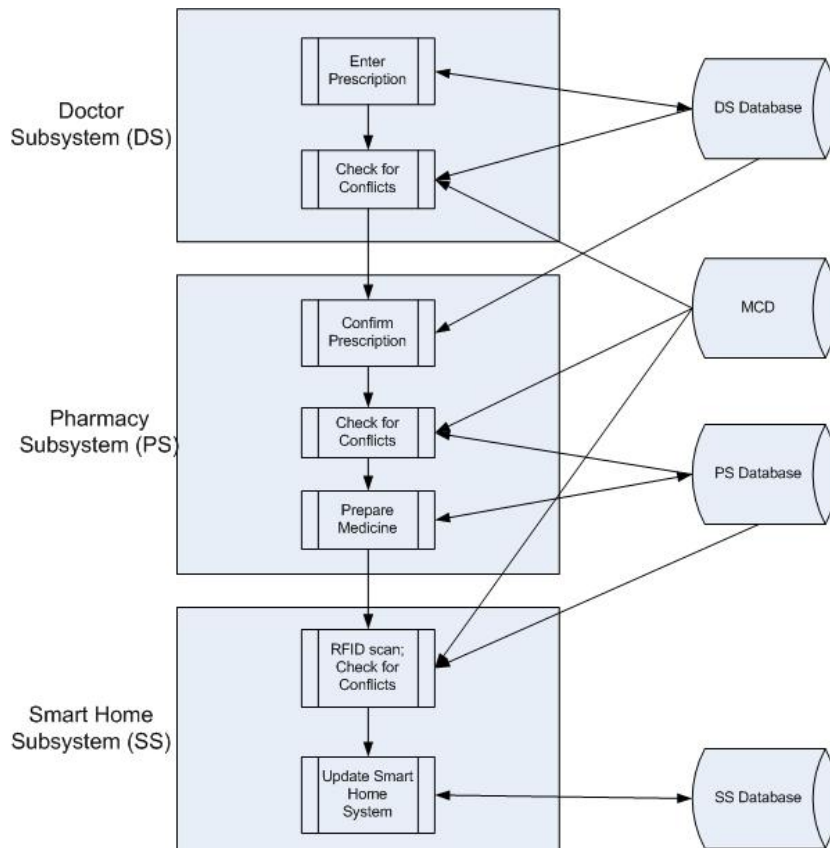 Doctor
Subsystem (DS)
Enter
Prescription
Check for
Conflicts
DS Database
Pharmacy
Subsystem (PS)
Confirm
Prescription
Check for
Conflicts
Prepare
Medicine
MCD
PS Database
Smart Home
Subsystem (SS)
RFID scan;
Check for
Conflicts
Update Smart
Home
System
SS Database